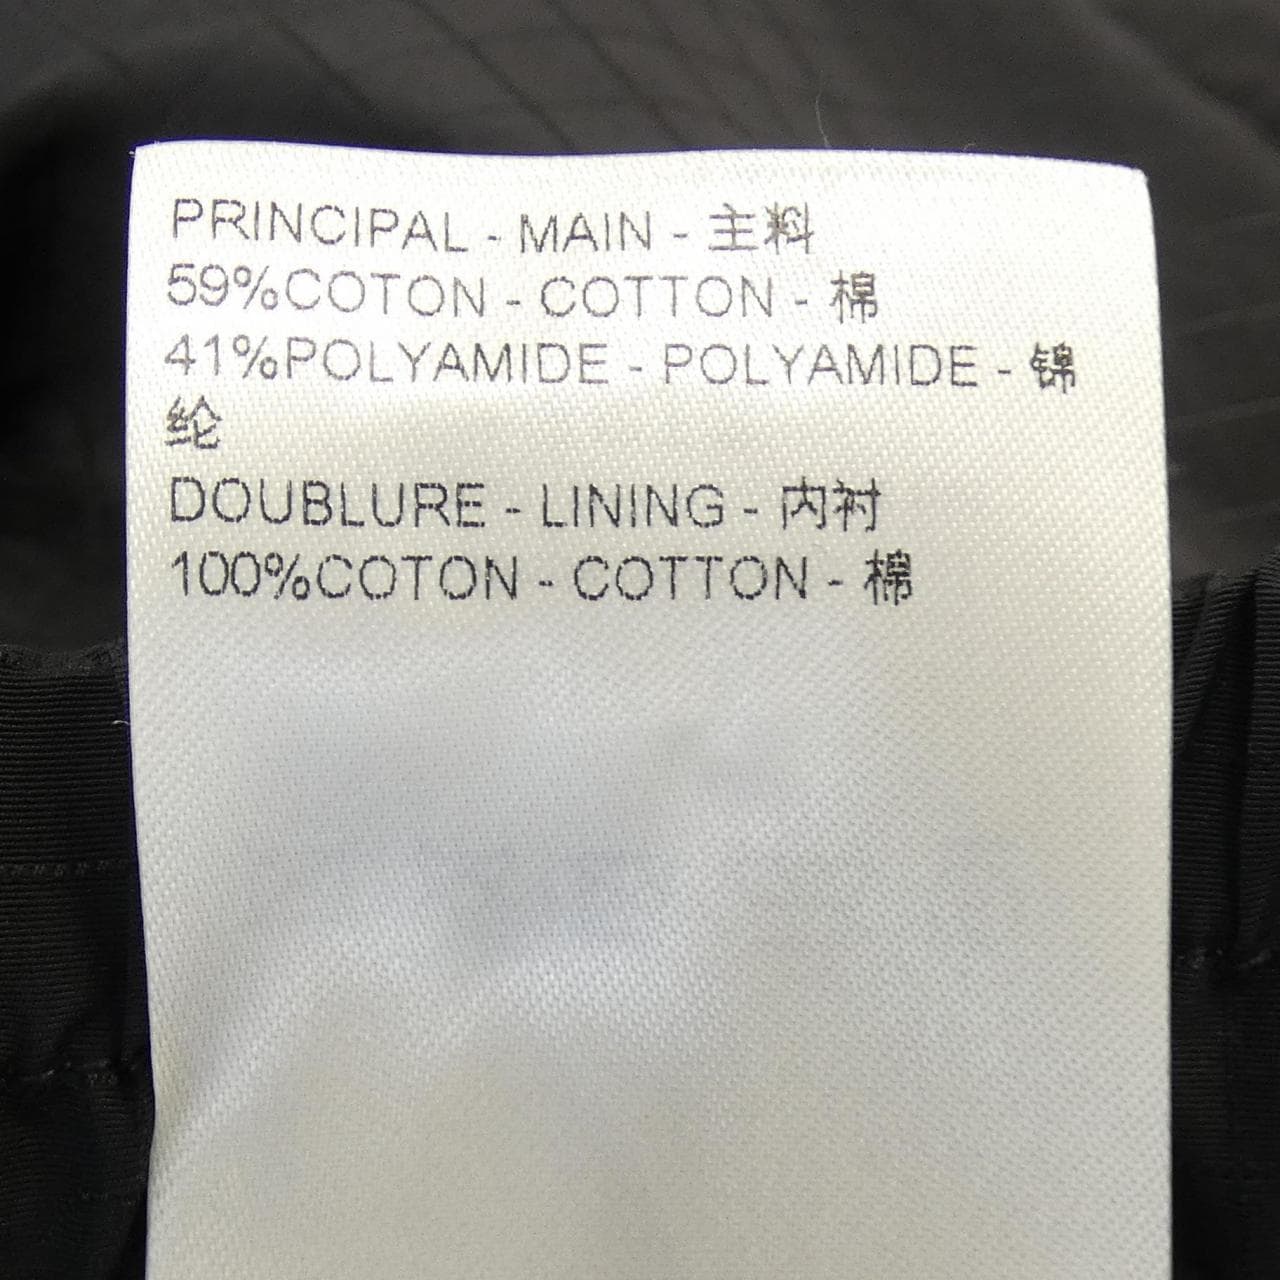 PRINCIPAL - MAIN - 主料
59%COTON - COTTON - 棉
41%POLYAMIDE - POLYAMIDE - 锦
纶
DOUBLURE - LINING - 内衬
100%COTON - COTTON - 棉